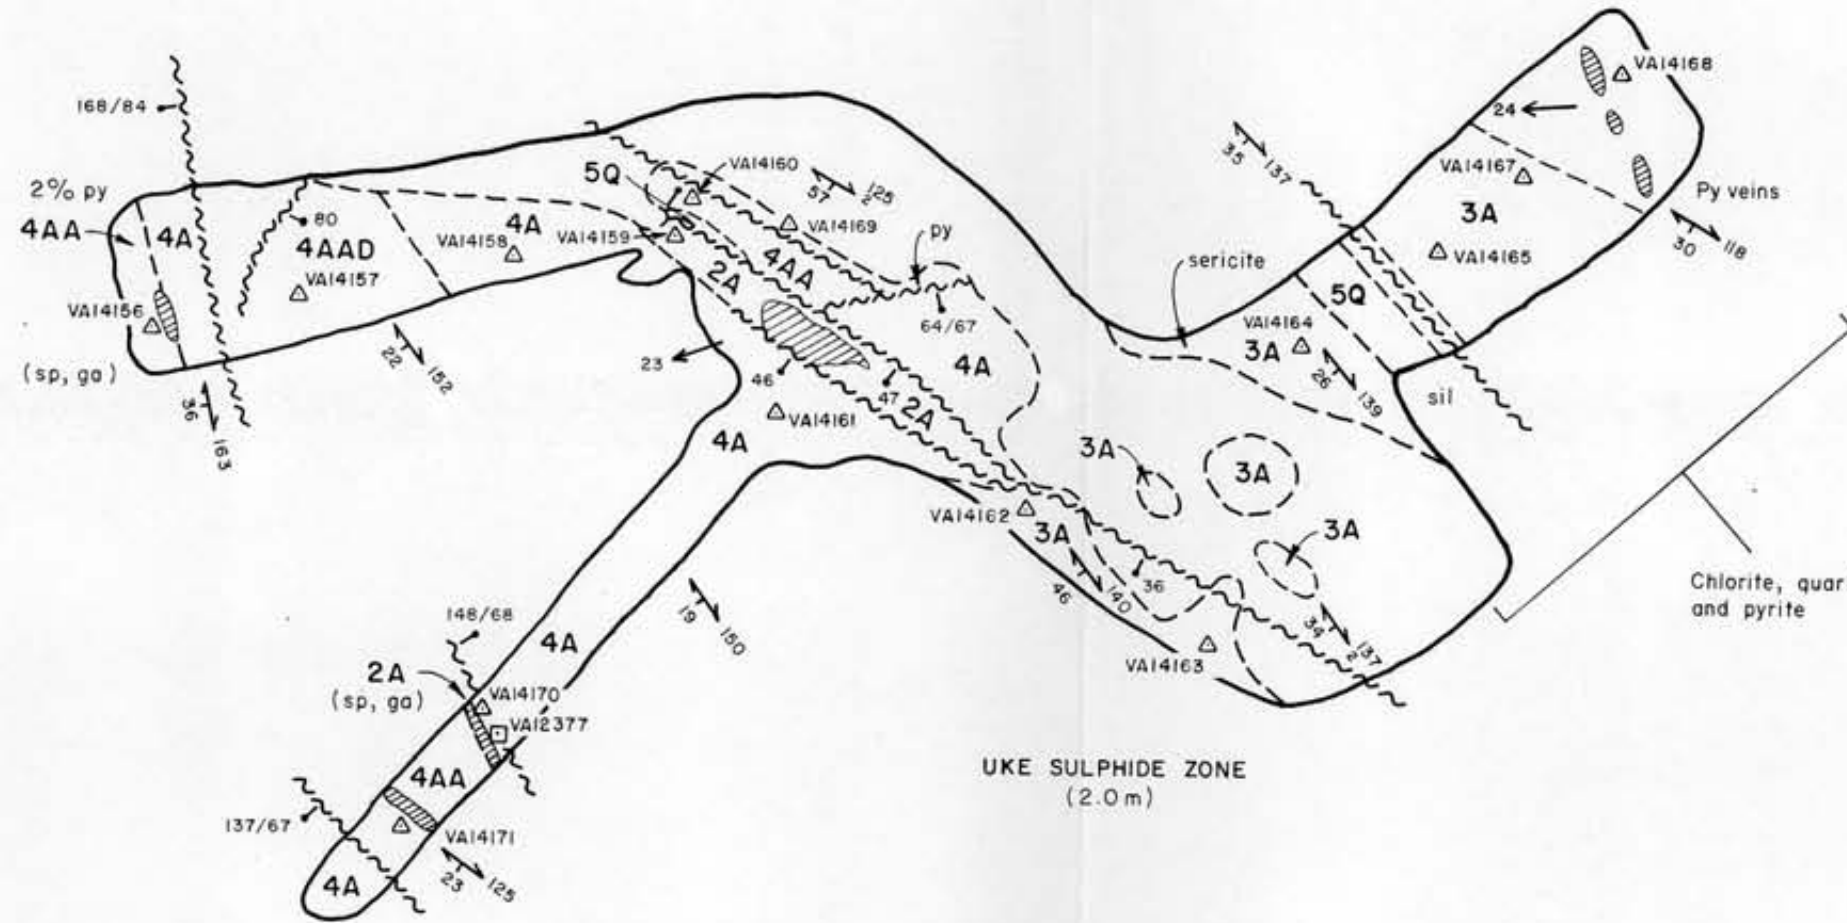 168/84
2% py
4AA
4A
80
4AAD
VA14157
VA14156
(sp, ga)
36
163
22
152
VA14158
4A
5Q
VA14160
VA14159
57
125
2
VA14169
py
2A
4AA
64/67
23
46
47
2A
4A
VA14161
4A
sericite
35
137
24
VA14168
VA14167
3A
Py veins
30
118
VA14165
5Q
VA14164
3A
26
139
sil
3A
3A
3A
VA14162
3A
46
140
36
34
137
2
VA14163
Chlorite, quar
and pyrite
19
150
148/68
4A
2A
(sp, ga)
VA14170
VA12377
4AA
137/67
VA14171
23
125
4A
UKE SULPHIDE ZONE
(2.0m)